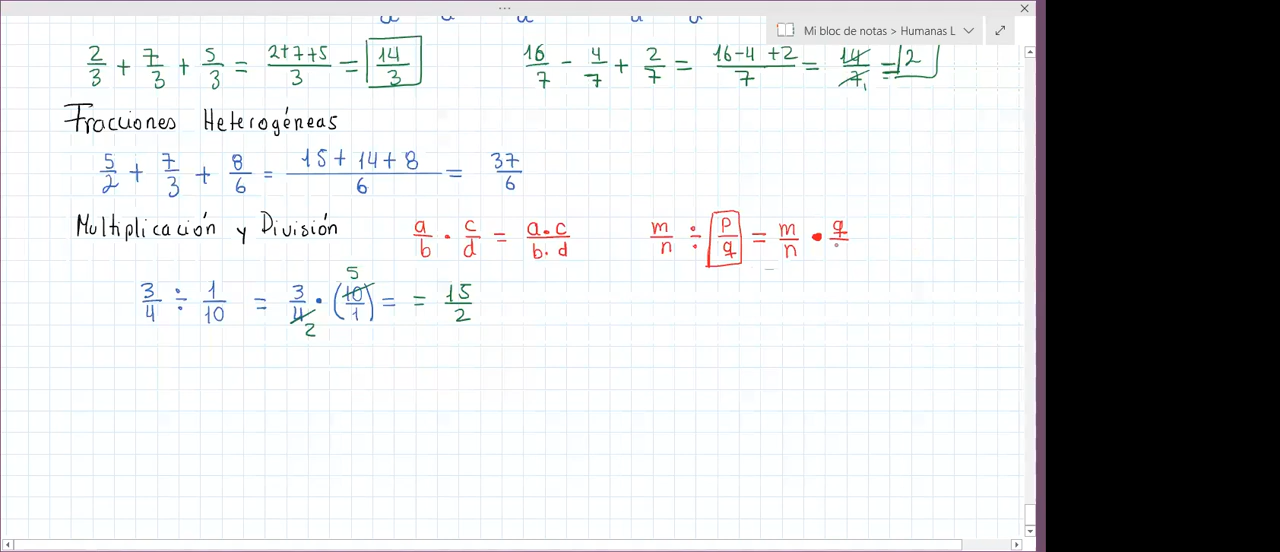 Mi bloc de notas > Humanas L
2/3 + 7/3 + 5/3 = (2+7+5)/3 = 14/3
16/7 - 4/7 + 2/7 = (16-4+2)/7 = 14/7 = 2
Fracciones Heterogéneas
5/2 + 7/3 + 8/6 = (15+14+8)/6 = 37/6
Multiplicación y División
a/b · c/d = a·c/b·d
m/n ÷ p/q = m/n · q/
3/4 ÷ 1/10 = 3/4 2 · (5 10/1) = = 15/2